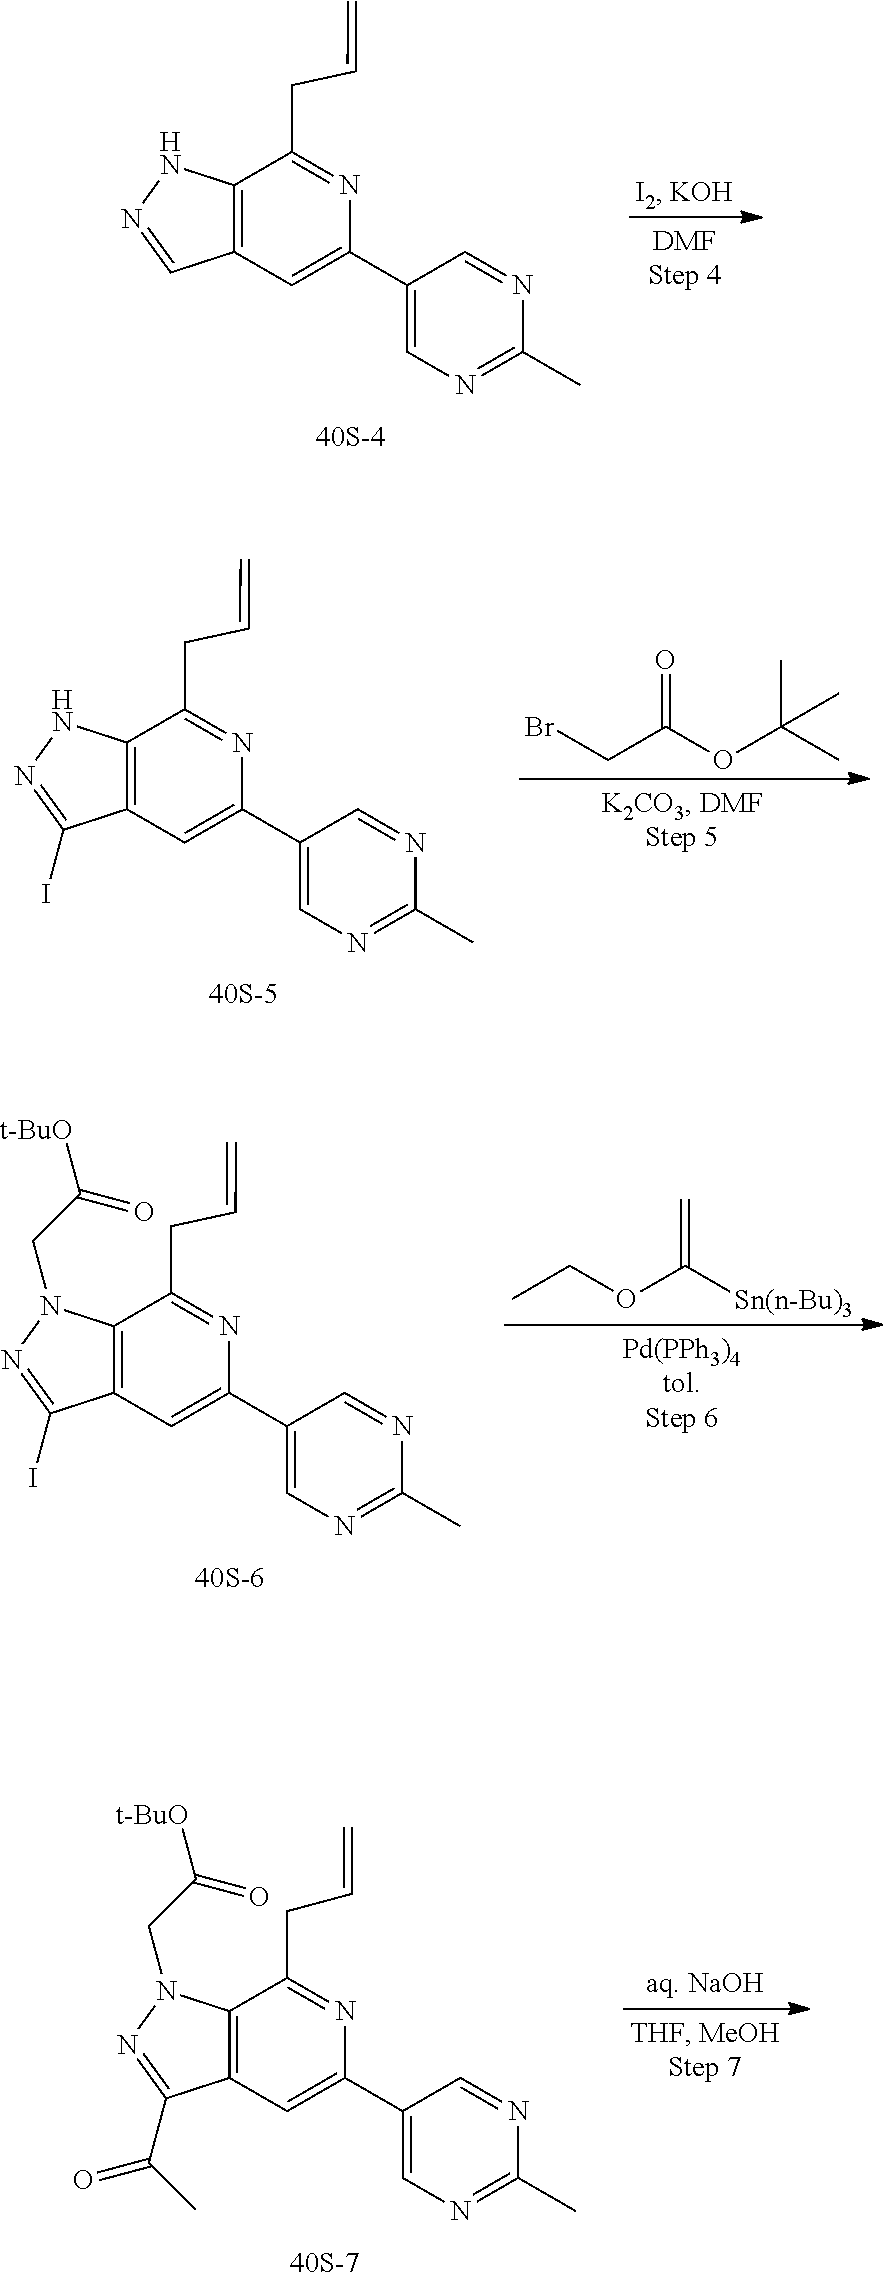 H
N
N
N
N
N
I₂, KOH
DMF
Step 4
40S-4
H
N
N
N
N
N
I
O
Br
O
K₂CO₃, DMF
Step 5
40S-5
t-BuO
O
N
N
N
N
N
I
O
Sn(n-Bu)₃
Pd(PPh₃)₄
tol.
Step 6
40S-6
t-BuO
O
N
N
N
N
N
O
aq. NaOH
THF, MeOH
Step 7
40S-7